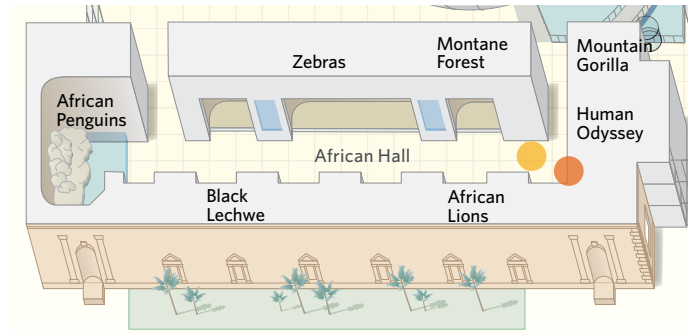 Montane
Forest
Zebras
Mountain
Gorilla
African
Penguins
Human
Odyssey
African Hall
Black
Lechwe
African
Lions